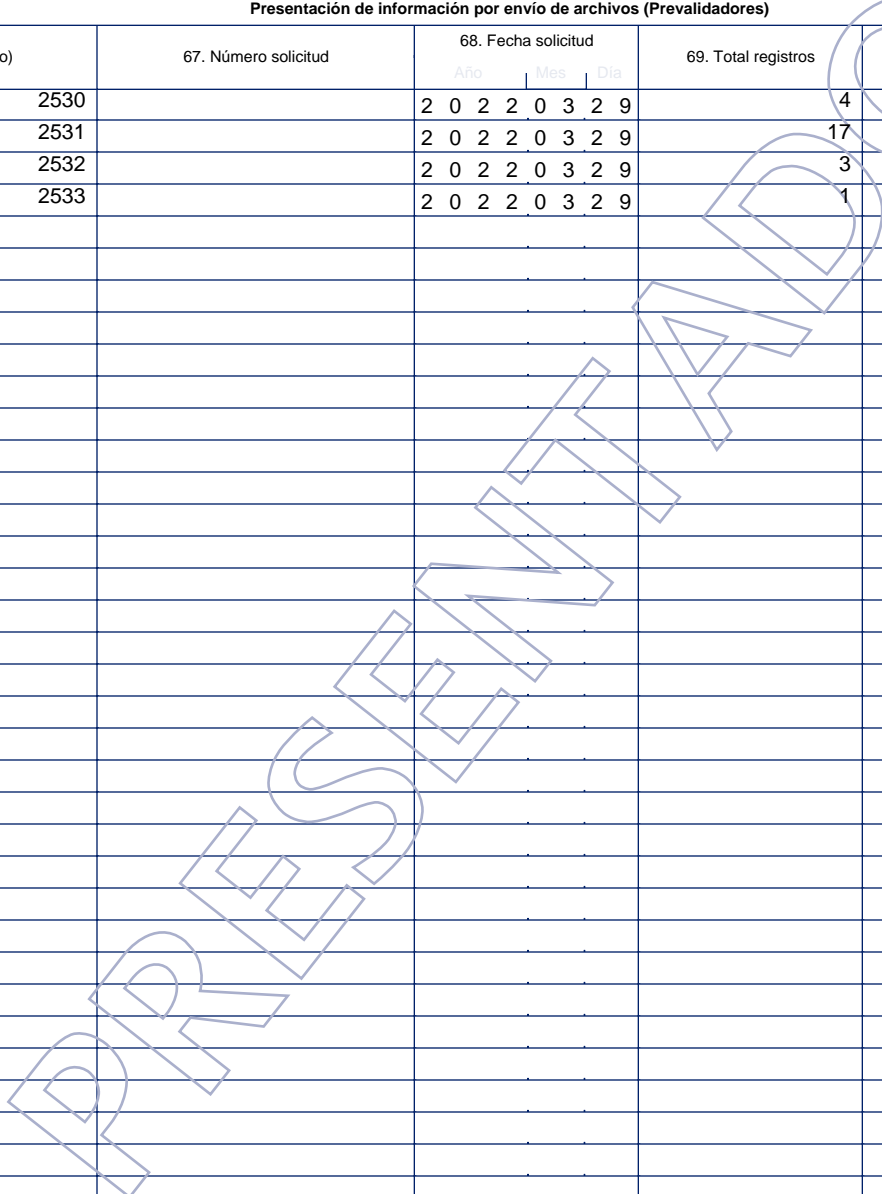 Presentación de información por envío de archivos (Prevalidadores)
o) 67. Número solicitud 68. Fecha solicitud 69. Total registros
Año Mes Día
2530 2 0 2 2 0 3 2 9 4
2531 2 0 2 2 0 3 2 9 17
2532 2 0 2 2 0 3 2 9 3
2533 2 0 2 2 0 3 2 9 1
PRESENTADO